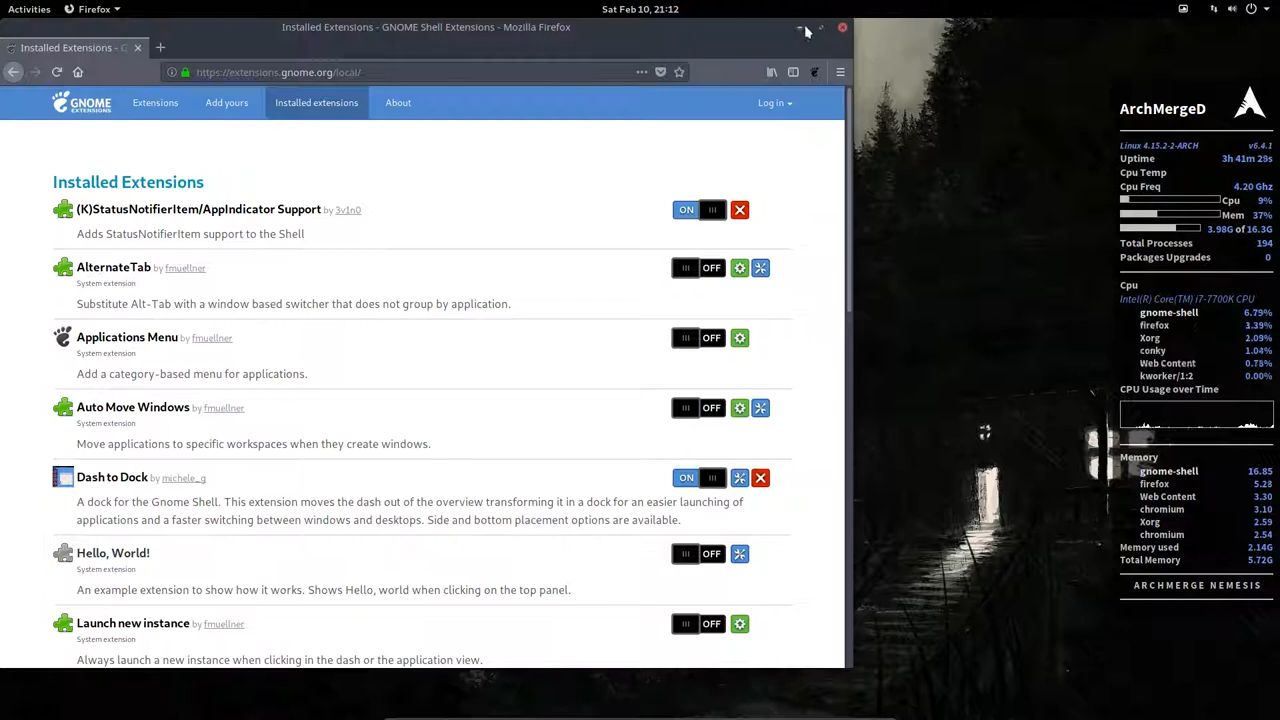 Activities
Firefox
Sat Feb 10, 21:12
Installed Extensions - GNOME Shell Extensions - Mozilla Firefox
Installed Extensions - G
https://extensions.gnome.org/local/
GNOME EXTENSIONS
Extensions
Add yours
Installed extensions
About
Log in
Installed Extensions
(K)StatusNotifierItem/AppIndicator Support by 3v1n0
ON
Adds StatusNotifierItem support to the Shell
AlternateTab by fmuellner
OFF
System extension
Substitute Alt-Tab with a window based switcher that does not group by application.
Applications Menu by fmuellner
OFF
System extension
Add a category-based menu for applications.
Auto Move Windows by fmuellner
OFF
System extension
Move applications to specific workspaces when they create windows.
Dash to Dock by michele_g
ON
A dock for the Gnome Shell. This extension moves the dash out of the overview transforming it in a dock for an easier launching of
applications and a faster switching between windows and desktops. Side and bottom placement options are available.
Hello, World!
OFF
System extension
An example extension to show how it works. Shows Hello, world when clicking on the top panel.
Launch new instance by fmuellner
OFF
System extension
Always launch a new instance when clicking in the dash or the application view.
ArchMergeD
Linux 4.15.2-2-ARCH v6.4.1
Uptime 3h 41m 29s
Cpu Temp
Cpu Freq 4.20 Ghz
Cpu 9%
Mem 37%
3.98G of 16.3G
Total Processes 194
Packages Upgrades 0
Cpu
Intel(R) Core(TM) i7-7700K CPU
gnome-shell 6.79%
firefox 3.39%
Xorg 2.09%
conky 1.04%
Web Content 0.78%
kworker/1:2 0.00%
CPU Usage over Time
Memory
gnome-shell 16.85
firefox 5.28
Web Content 3.30
chromium 3.10
Xorg 2.59
chromium 2.54
Memory used 2.14G
Total Memory 5.72G
ARCHMERGE NEMESIS